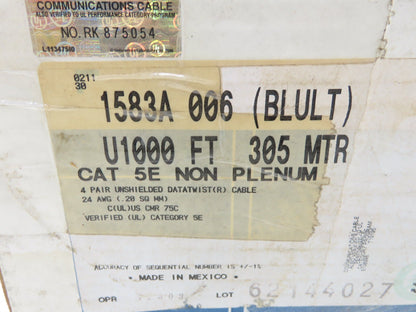 COMMUNICATIONS CABLE
ALSO VERIFIED TO UL PERFORMANCE CATEGORY PROGRAM
NO. RK 875054
0211
30
1583A 006 (BLULT)
U1000 FT 305 MTR
CAT 5E NON PLENUM
4 PAIR UNSHIELDED DATATWIST(R) CABLE
24 AWG (.20 SQ MM)
C(UL)US CMR 75C
VERIFIED (UL) CATEGORY 5E
ACCURACY OF SEQUENTIAL NUMBER IS +/-1%
• MADE IN MEXICO •
OPR LOT 62144027